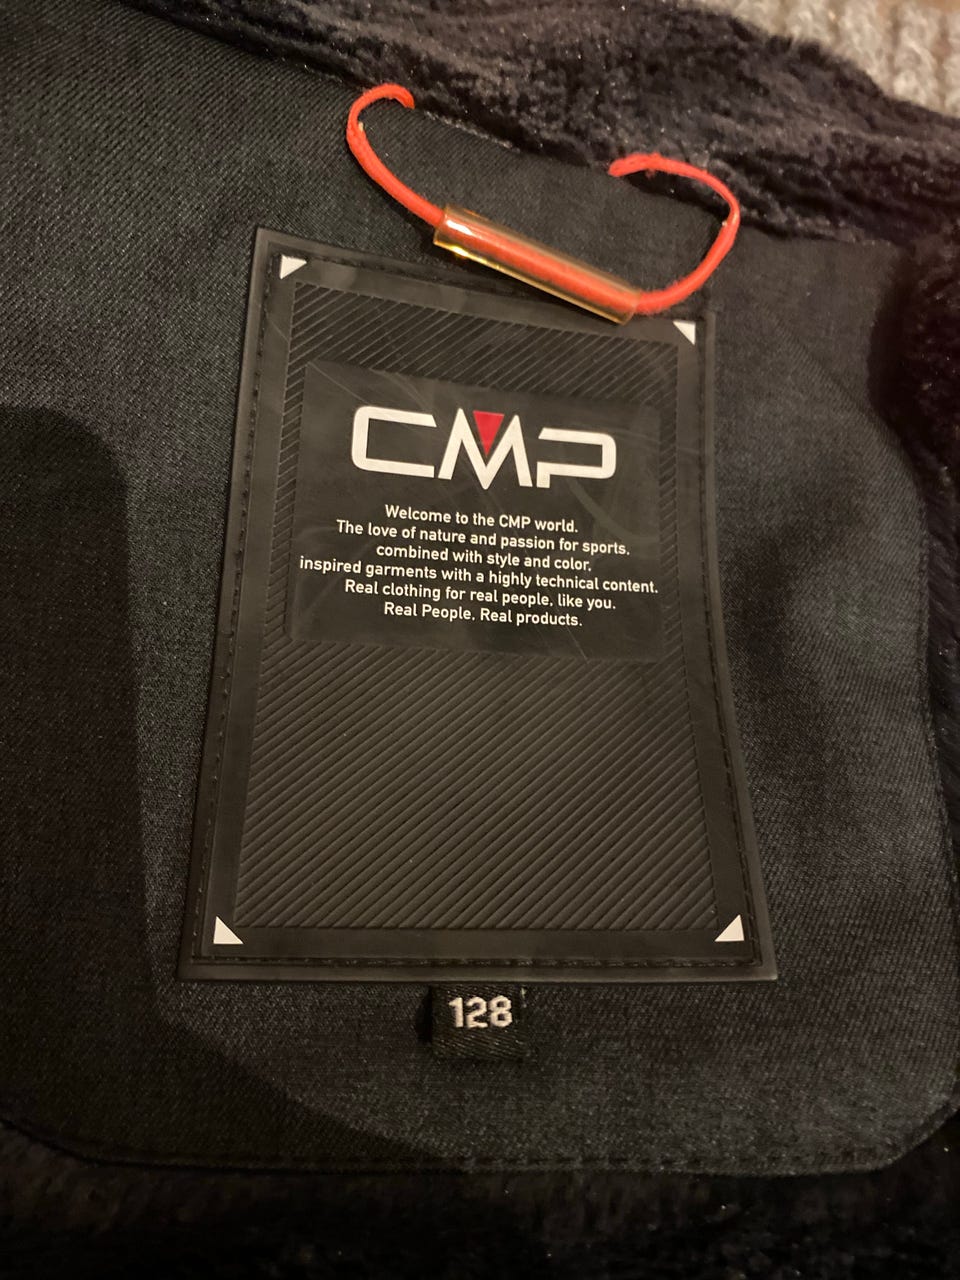 CMP
Welcome to the CMP world.
The love of nature and passion for sports.
combined with style and color,
inspired garments with a highly technical content.
Real clothing for real people, like you.
Real People, Real products.
128